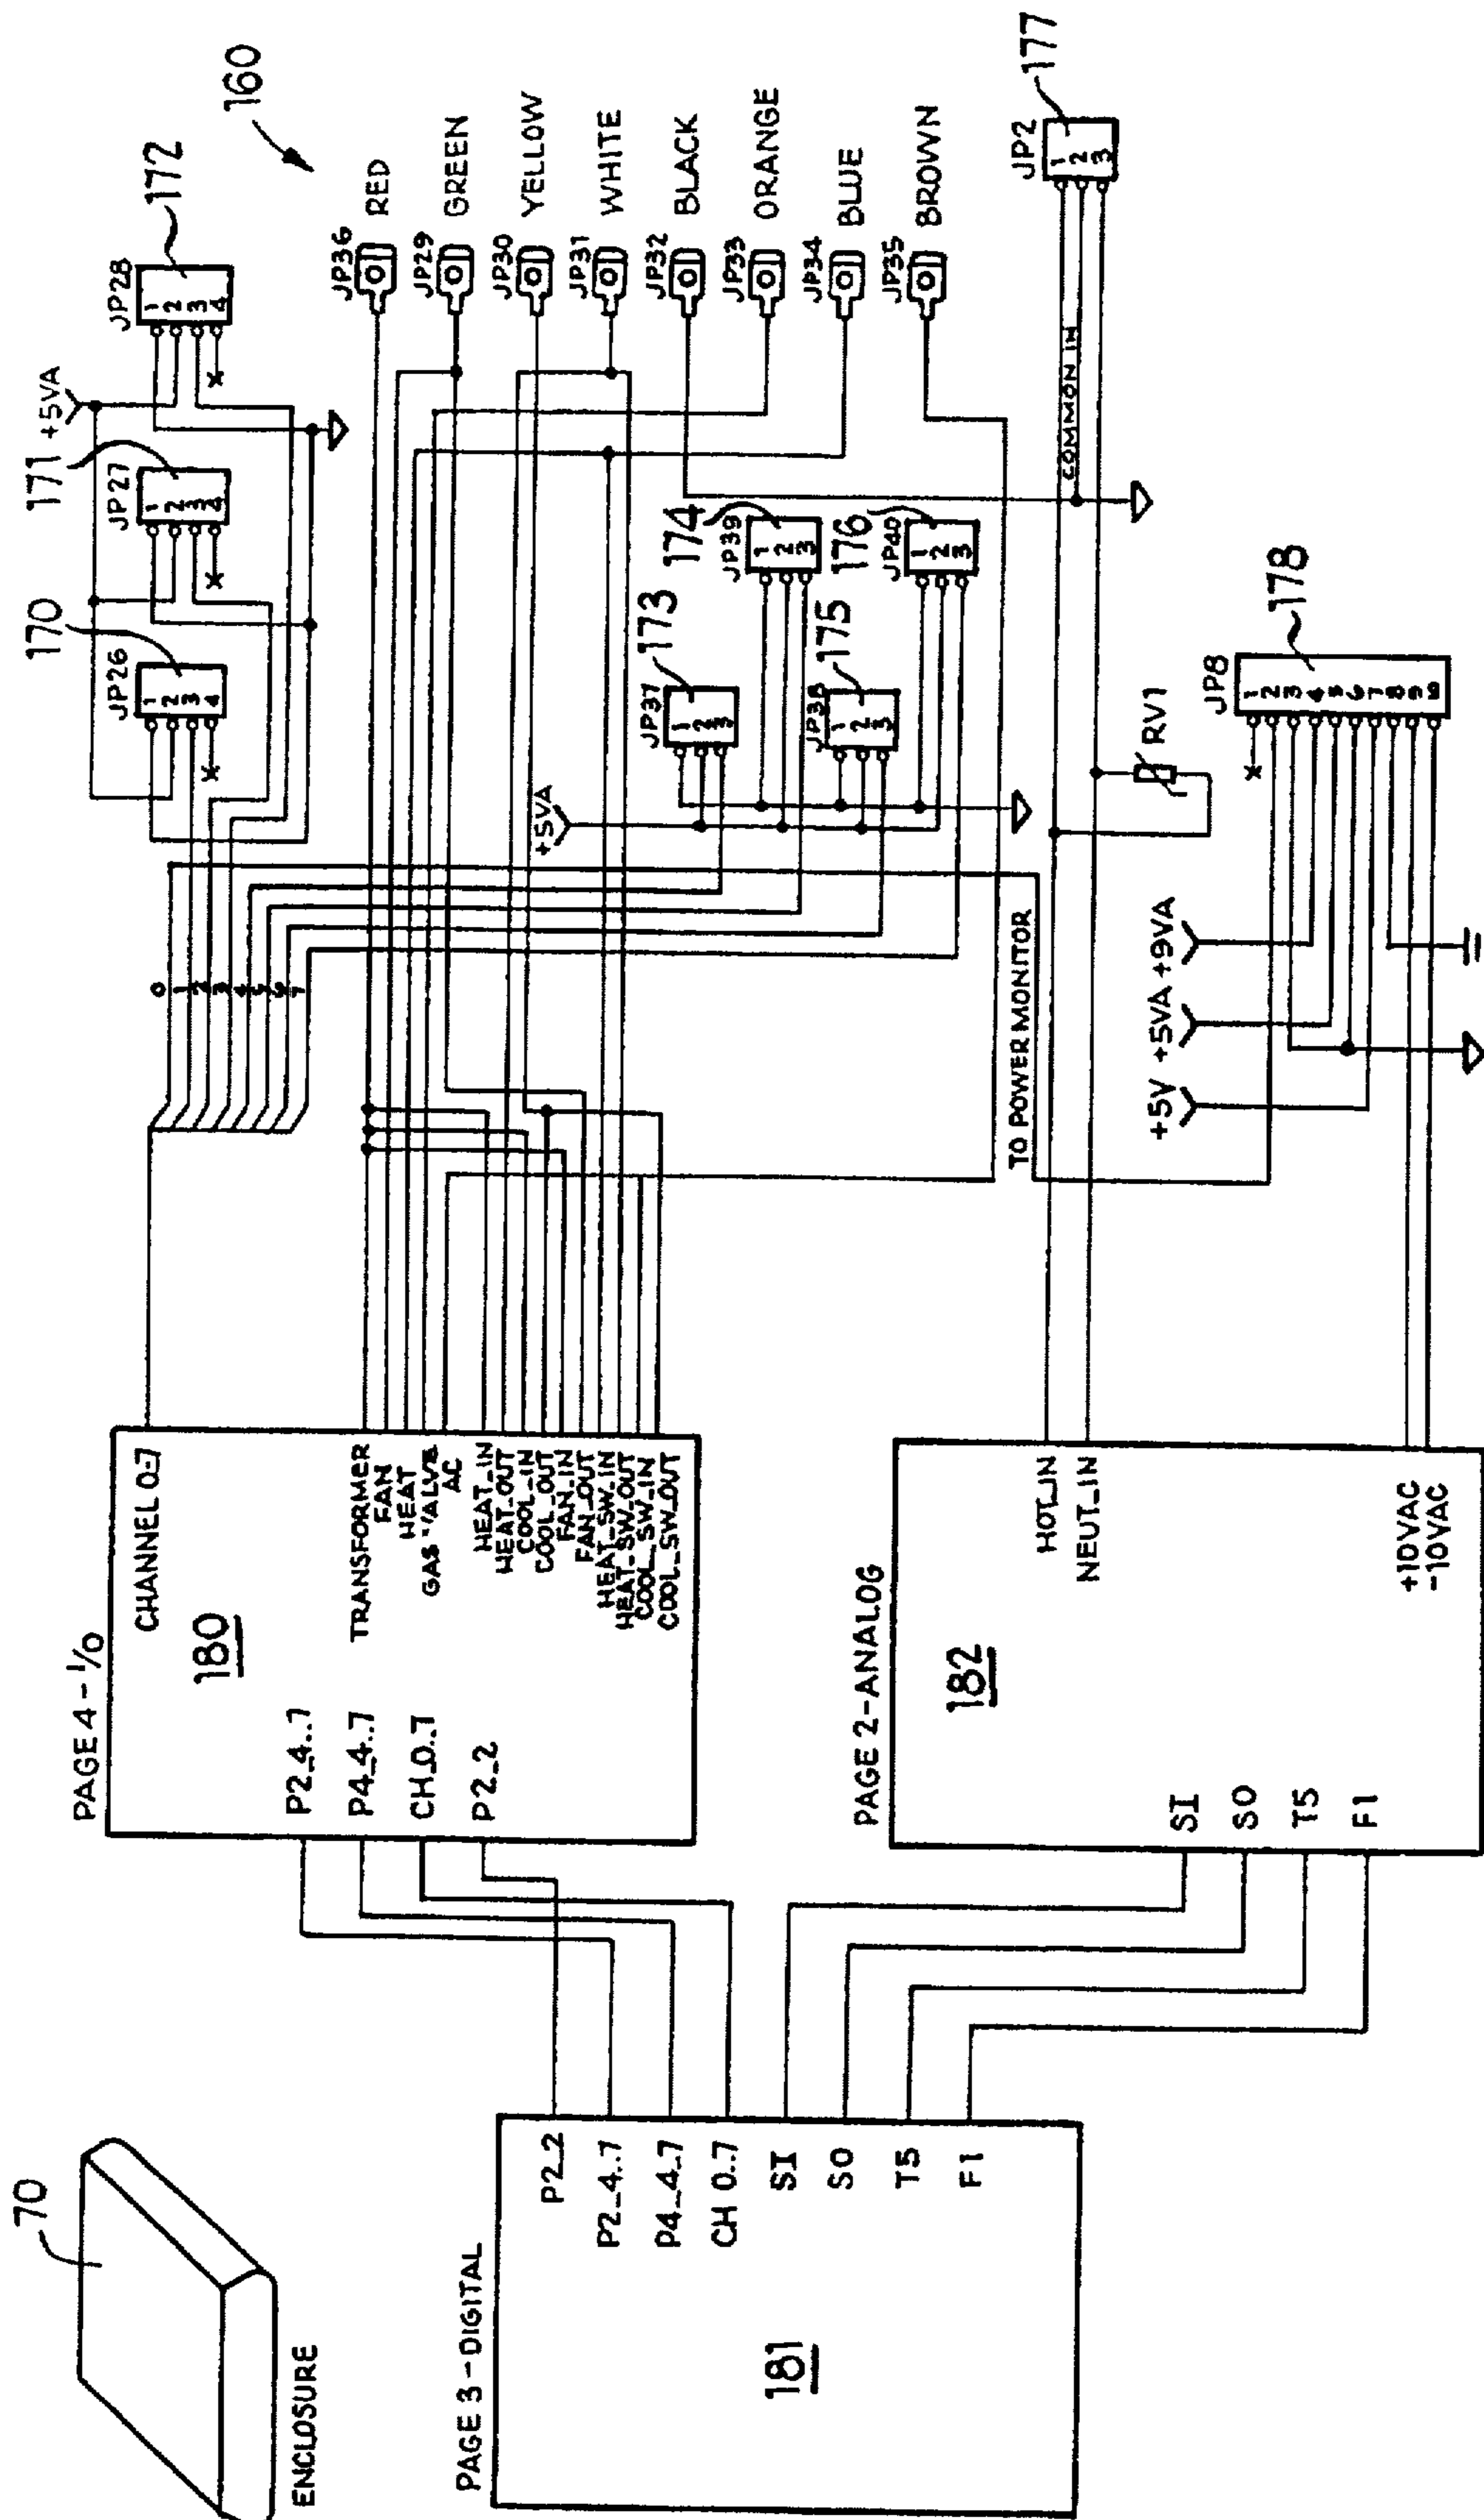 70
ENCLOSURE
PAGE 3-DIGITAL
181
P2_2
P2_4..7
P4_4..7
CH 0..7
SI
SO
T5
F1
PAGE 4 - I/O
180
P2_4..7
P4_4..7
CH_0..7
P2_2
CHANNEL 0-7
TRANSFORMER
FAN
HEAT
GAS VALVE
AC
HEAT_IN
HEAT_OUT
COOL_IN
COOL_OUT
FAN_IN
FAN_OUT
HEAT_SW_IN
HEAT_SW_OUT
COOL_SW_IN
COOL_SW_OUT
PAGE 2-ANALOG
182
SI
SO
T5
F1
HOT_IN
NEUT_IN
+10VAC
-10VAC
0
1
2
3
4
5
6
7
170
JP26
1
2
3
4
171
JP27
1
2
3
4
+5VA
JP28
1
2
3
4
172
160
JP36
RED
JP29
GREEN
JP30
YELLOW
JP31
WHITE
JP32
BLACK
JP33
ORANGE
JP34
BLUE
JP35
BROWN
+5VA
173
JP37
1
2
3
174
JP39
1
2
3
175
JP38
1
2
3
176
JP40
1
2
3
COMMON IN
JP2
1
2
3
177
TO POWER MONITOR
RV1
+5V
+5VA
+9VA
JP8
1
2
3
4
5
6
7
8
9
10
178